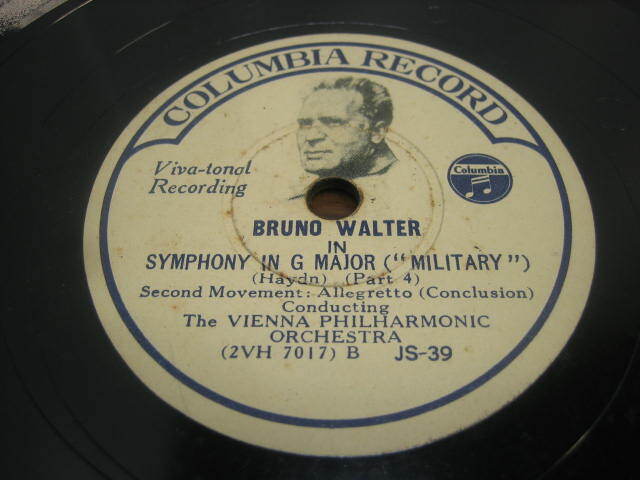 COLUMBIA RECORD
Viva-tonal
Recording
Columbia
BRUNO WALTER
IN
SYMPHONY IN G MAJOR ("MILITARY")
(Haydn) (Part 4)
Second Movement: Allegretto (Conclusion)
Conducting
The VIENNA PHILHARMONIC
ORCHESTRA
(2VH 7017) B JS-39